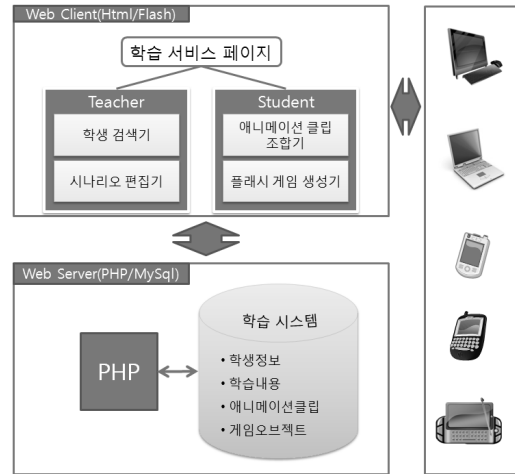 Web Client(Html/Flash)
학습 서비스 페이지
Teacher
학생 검색기
시나리오 편집기
Student
애니메이션 클립
조합기
플래시 게임 생성기
Web Server(PHP/MySql)
PHP
학습 시스템
• 학생정보
• 학습내용
• 애니메이션클립
• 게임오브젝트